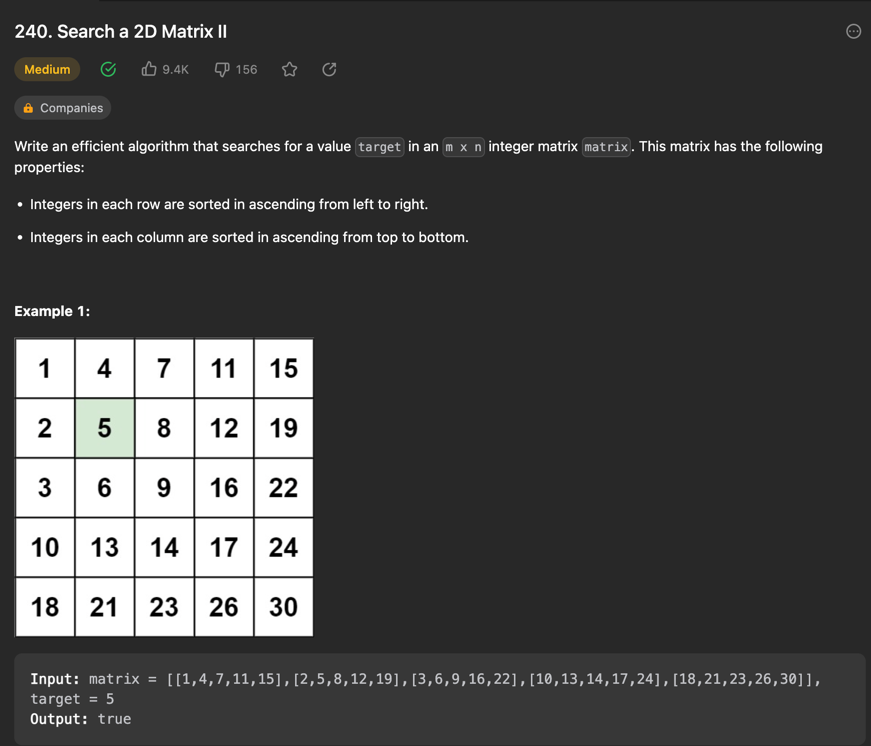 240. Search a 2D Matrix II
Medium 9.4K 156
Companies
Write an efficient algorithm that searches for a value target in an m x n integer matrix matrix. This matrix has the following
properties:
• Integers in each row are sorted in ascending from left to right.
• Integers in each column are sorted in ascending from top to bottom.
Example 1:
1 4 7 11 15
2 5 8 12 19
3 6 9 16 22
10 13 14 17 24
18 21 23 26 30
Input: matrix = [[1,4,7,11,15],[2,5,8,12,19],[3,6,9,16,22],[10,13,14,17,24],[18,21,23,26,30]],
target = 5
Output: true